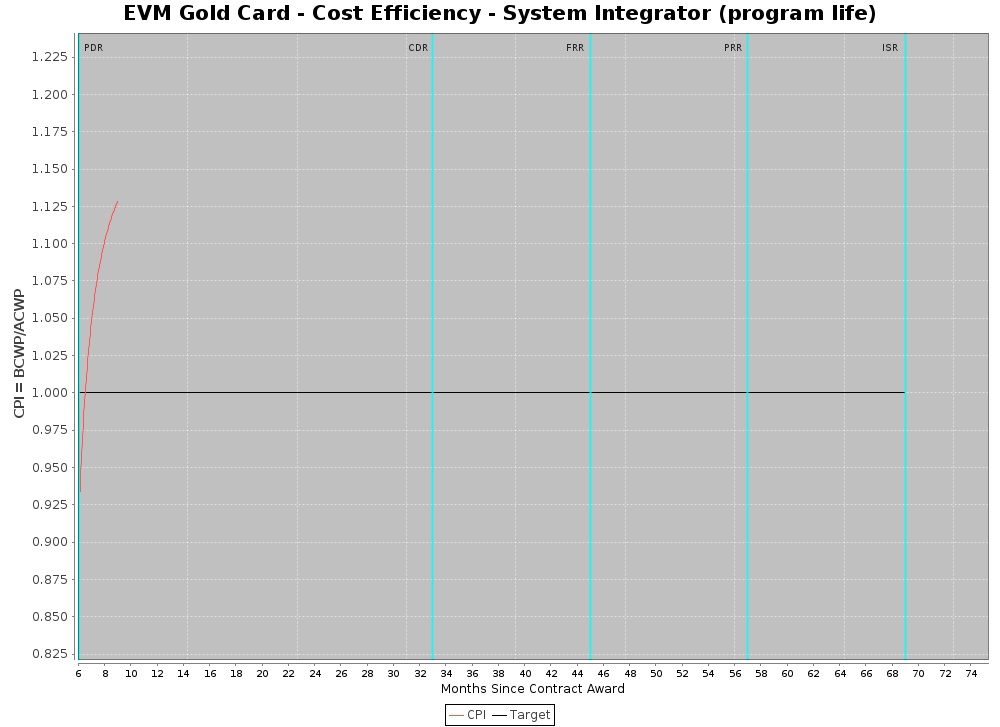 EVM Gold Card - Cost Efficiency - System Integrator (program life)
PDR CDR FRR PRR ISR
1.225
1.200
1.175
1.150
1.125
1.100
1.075
1.050
1.025
1.000
0.975
0.950
0.925
0.900
0.875
0.850
0.825
CPI = BCWP/ACWP
6 8 10 12 14 16 18 20 22 24 26 28 30 32 34 36 38 40 42 44 46 48 50 52 54 56 58 60 62 64 66 68 70 72 74
Months Since Contract Award
CPI Target